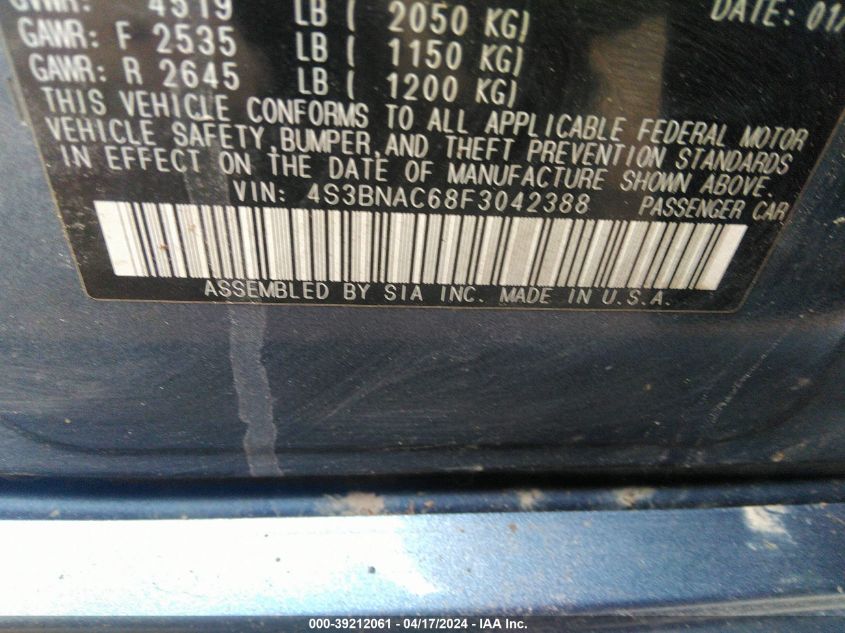 GVWR: 4519 LB ( 2050 KG) DATE: 01/
GAWR: F 2535 LB ( 1150 KG)
GAWR: R 2645 LB ( 1200 KG)
THIS VEHICLE CONFORMS TO ALL APPLICABLE FEDERAL MOTOR
VEHICLE SAFETY, BUMPER, AND THEFT PREVENTION STANDARDS
IN EFFECT ON THE DATE OF MANUFACTURE SHOWN ABOVE.
VIN: 4S3BNAC68F3042388 PASSENGER CAR
ASSEMBLED BY SIA INC. MADE IN U.S.A.
000-39212061 - 04/17/2024 - IAA Inc.